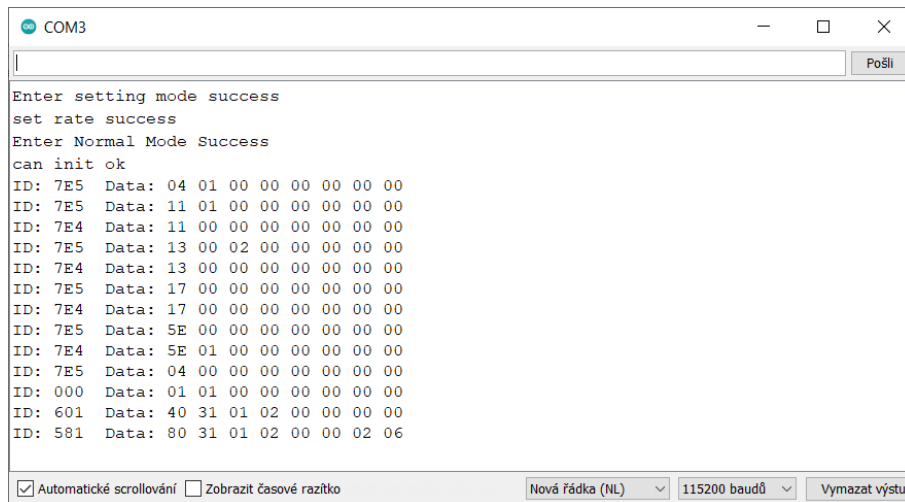 COM3
Pošli
Enter setting mode success
set rate success
Enter Normal Mode Success
can init ok
ID: 7E5 Data: 04 01 00 00 00 00 00 00
ID: 7E5 Data: 11 01 00 00 00 00 00 00
ID: 7E4 Data: 11 00 00 00 00 00 00 00
ID: 7E5 Data: 13 00 02 00 00 00 00 00
ID: 7E4 Data: 13 00 00 00 00 00 00 00
ID: 7E5 Data: 17 00 00 00 00 00 00 00
ID: 7E4 Data: 17 00 00 00 00 00 00 00
ID: 7E5 Data: 5E 00 00 00 00 00 00 00
ID: 7E4 Data: 5E 01 00 00 00 00 00 00
ID: 7E5 Data: 04 00 00 00 00 00 00 00
ID: 000 Data: 01 01 00 00 00 00 00 00
ID: 601 Data: 40 31 01 02 00 00 00 00
ID: 581 Data: 80 31 01 02 00 00 02 06
Automatické scrollování Zobrazit časové razítko Nová řádka (NL) 115200 baudů Vymazat výstu